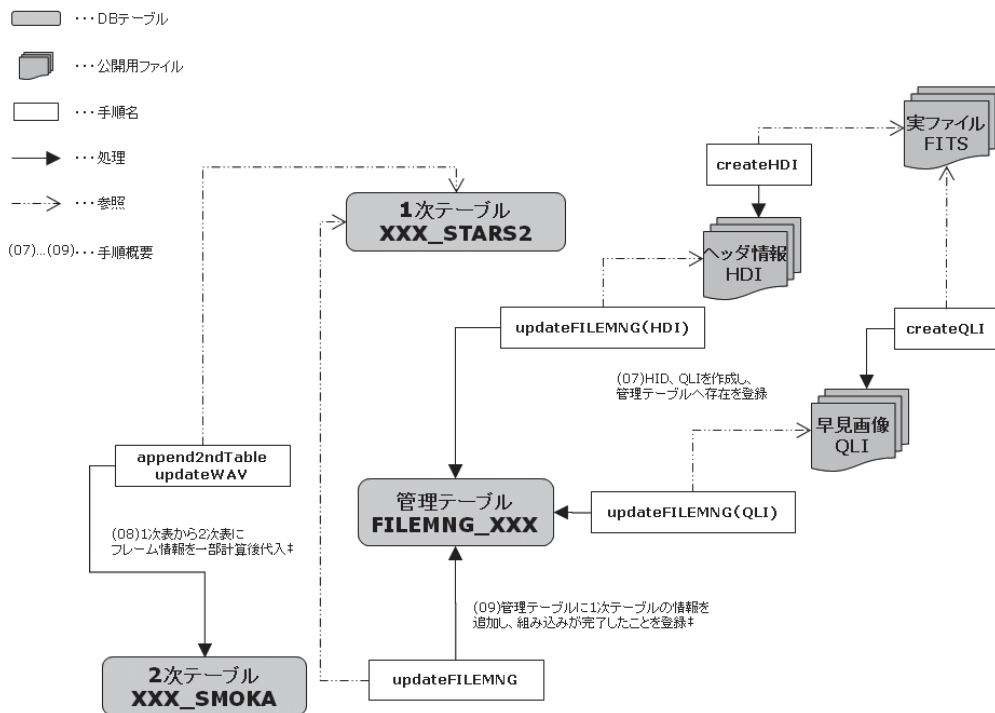 ・・・DBテーブル
・・・公開用ファイル
・・・手順名
・・・処理
・・・参照
(07)...(09)・・・手順概要
実ファイル
FITS
createHDI
1次テーブル
XXX_STARS2
ヘッダ情報
HDI
updateFILEMNG(HDI)
createQLI
(07)HID、QLIを作成し、
管理テーブルへ存在を登録
早見画像
QLI
append2ndTable
updateWAV
管理テーブル
FILEMNG_XXX
updateFILEMNG(QLI)
(08)1次表から2次表に
フレーム情報を一部計算後代入‡
(09)管理テーブルに1次テーブルの情報を
追加し、組み込みが完了したことを登録‡
2次テーブル
XXX_SMOKA
updateFILEMNG